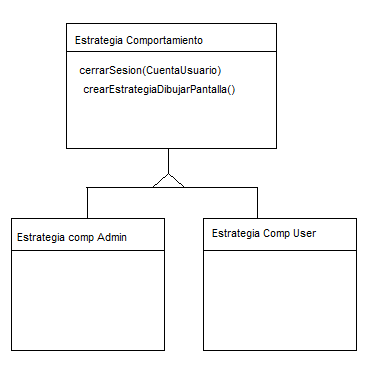 Estrategia Comportamiento
cerrarSesion(CuentaUsuario)
crearEstrategiaDibujarPantalla()
Estrategia comp Admin
Estrategia Comp User